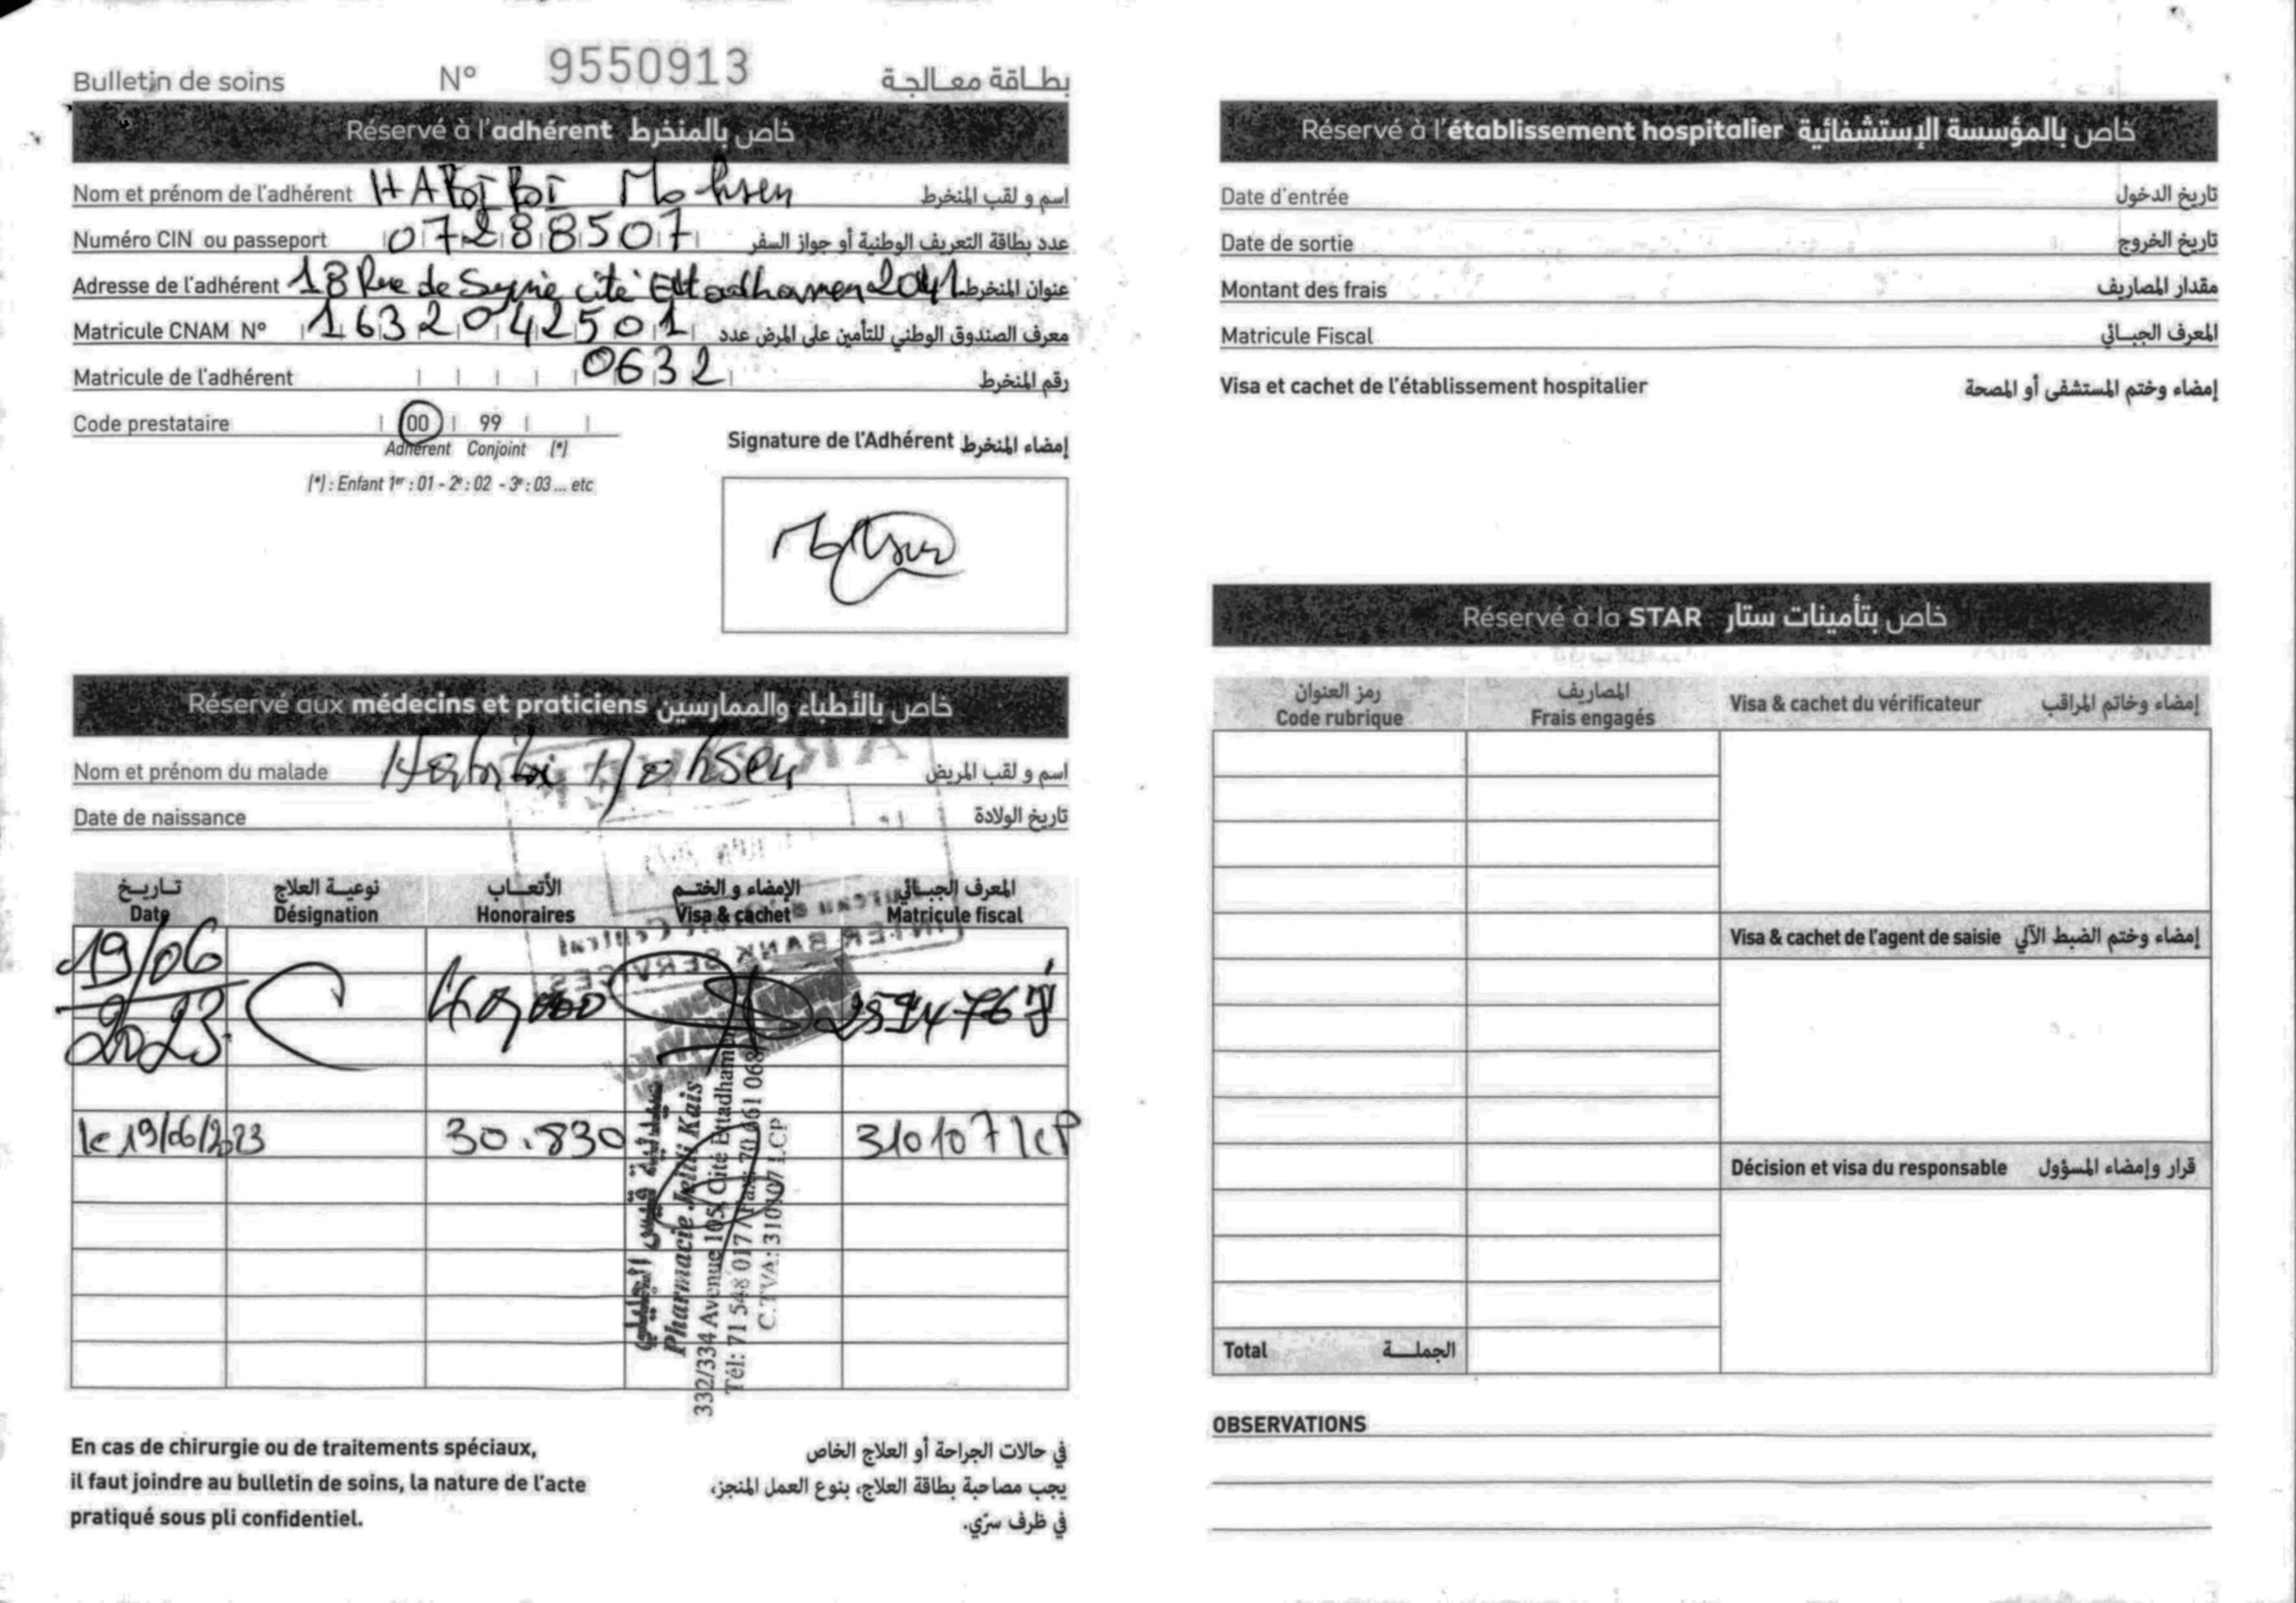 Bulletin de soins N° 9550913 بطاقة معالجة
Réservé à l'adhérent خاص بالمنخرط
Nom et prénom de l'adhérent HABIBI Mohsen اسم و لقب المنخرط
Numéro CIN ou passeport 07288507 عدد بطاقة التعريف الوطنية أو جواز السفر
Adresse de l'adhérent 18 Rue de Syrie cité Ettadhamen 2041 عنوان المنخرط
Matricule CNAM N° 1632042501 معرف الصندوق الوطني للتأمين على المرض عدد
Matricule de l'adhérent 0632 رقم المنخرط
Code prestataire 00 99
Adhérent Conjoint (*)
(*) : Enfant 1er : 01 - 2e : 02 - 3e : 03 ... etc
Signature de l'Adhérent إمضاء المنخرط
Réservé aux médecins et praticiens خاص بالأطباء والممارسين
Nom et prénom du malade Habibi Mohsen اسم و لقب المريض
Date de naissance تاريخ الولادة
تاريخ نوعية العلاج الأتعاب الإمضاء و الختم المعرف الجبائي
Date Désignation Honoraires Visa & cachet Matricule fiscal
19/06
2023
le 19/06/2023 30.830 310107 LCP
صيدلية قيس الجليدي
Pharmacie Jelidi Kais
332/334 Avenue 105, Cité Ettadhamen
Tél: 71 548 017 / Fax: 70 661 068
C.TVA: 310107 LCP
En cas de chirurgie ou de traitements spéciaux,
il faut joindre au bulletin de soins, la nature de l'acte
pratiqué sous pli confidentiel.
في حالات الجراحة أو العلاج الخاص
يجب مصاحبة بطاقة العلاج، بنوع العمل المنجز،
في ظرف سرّي.
Réservé à l'établissement hospitalier خاص بالمؤسسة الإستشفائية
Date d'entrée تاريخ الدخول
Date de sortie تاريخ الخروج
Montant des frais مقدار المصاريف
Matricule Fiscal المعرف الجبائي
Visa et cachet de l'établissement hospitalier إمضاء وختم المستشفى أو المصحة
Réservé à la STAR خاص بتأمينات ستار
رمز العنوان المصاريف
Code rubrique Frais engagés Visa & cachet du vérificateur إمضاء وخاتم المراقب
Visa & cachet de l'agent de saisie إمضاء وختم الضبط الآلي
Décision et visa du responsable قرار وإمضاء المسؤول
Total الجملة
OBSERVATIONS